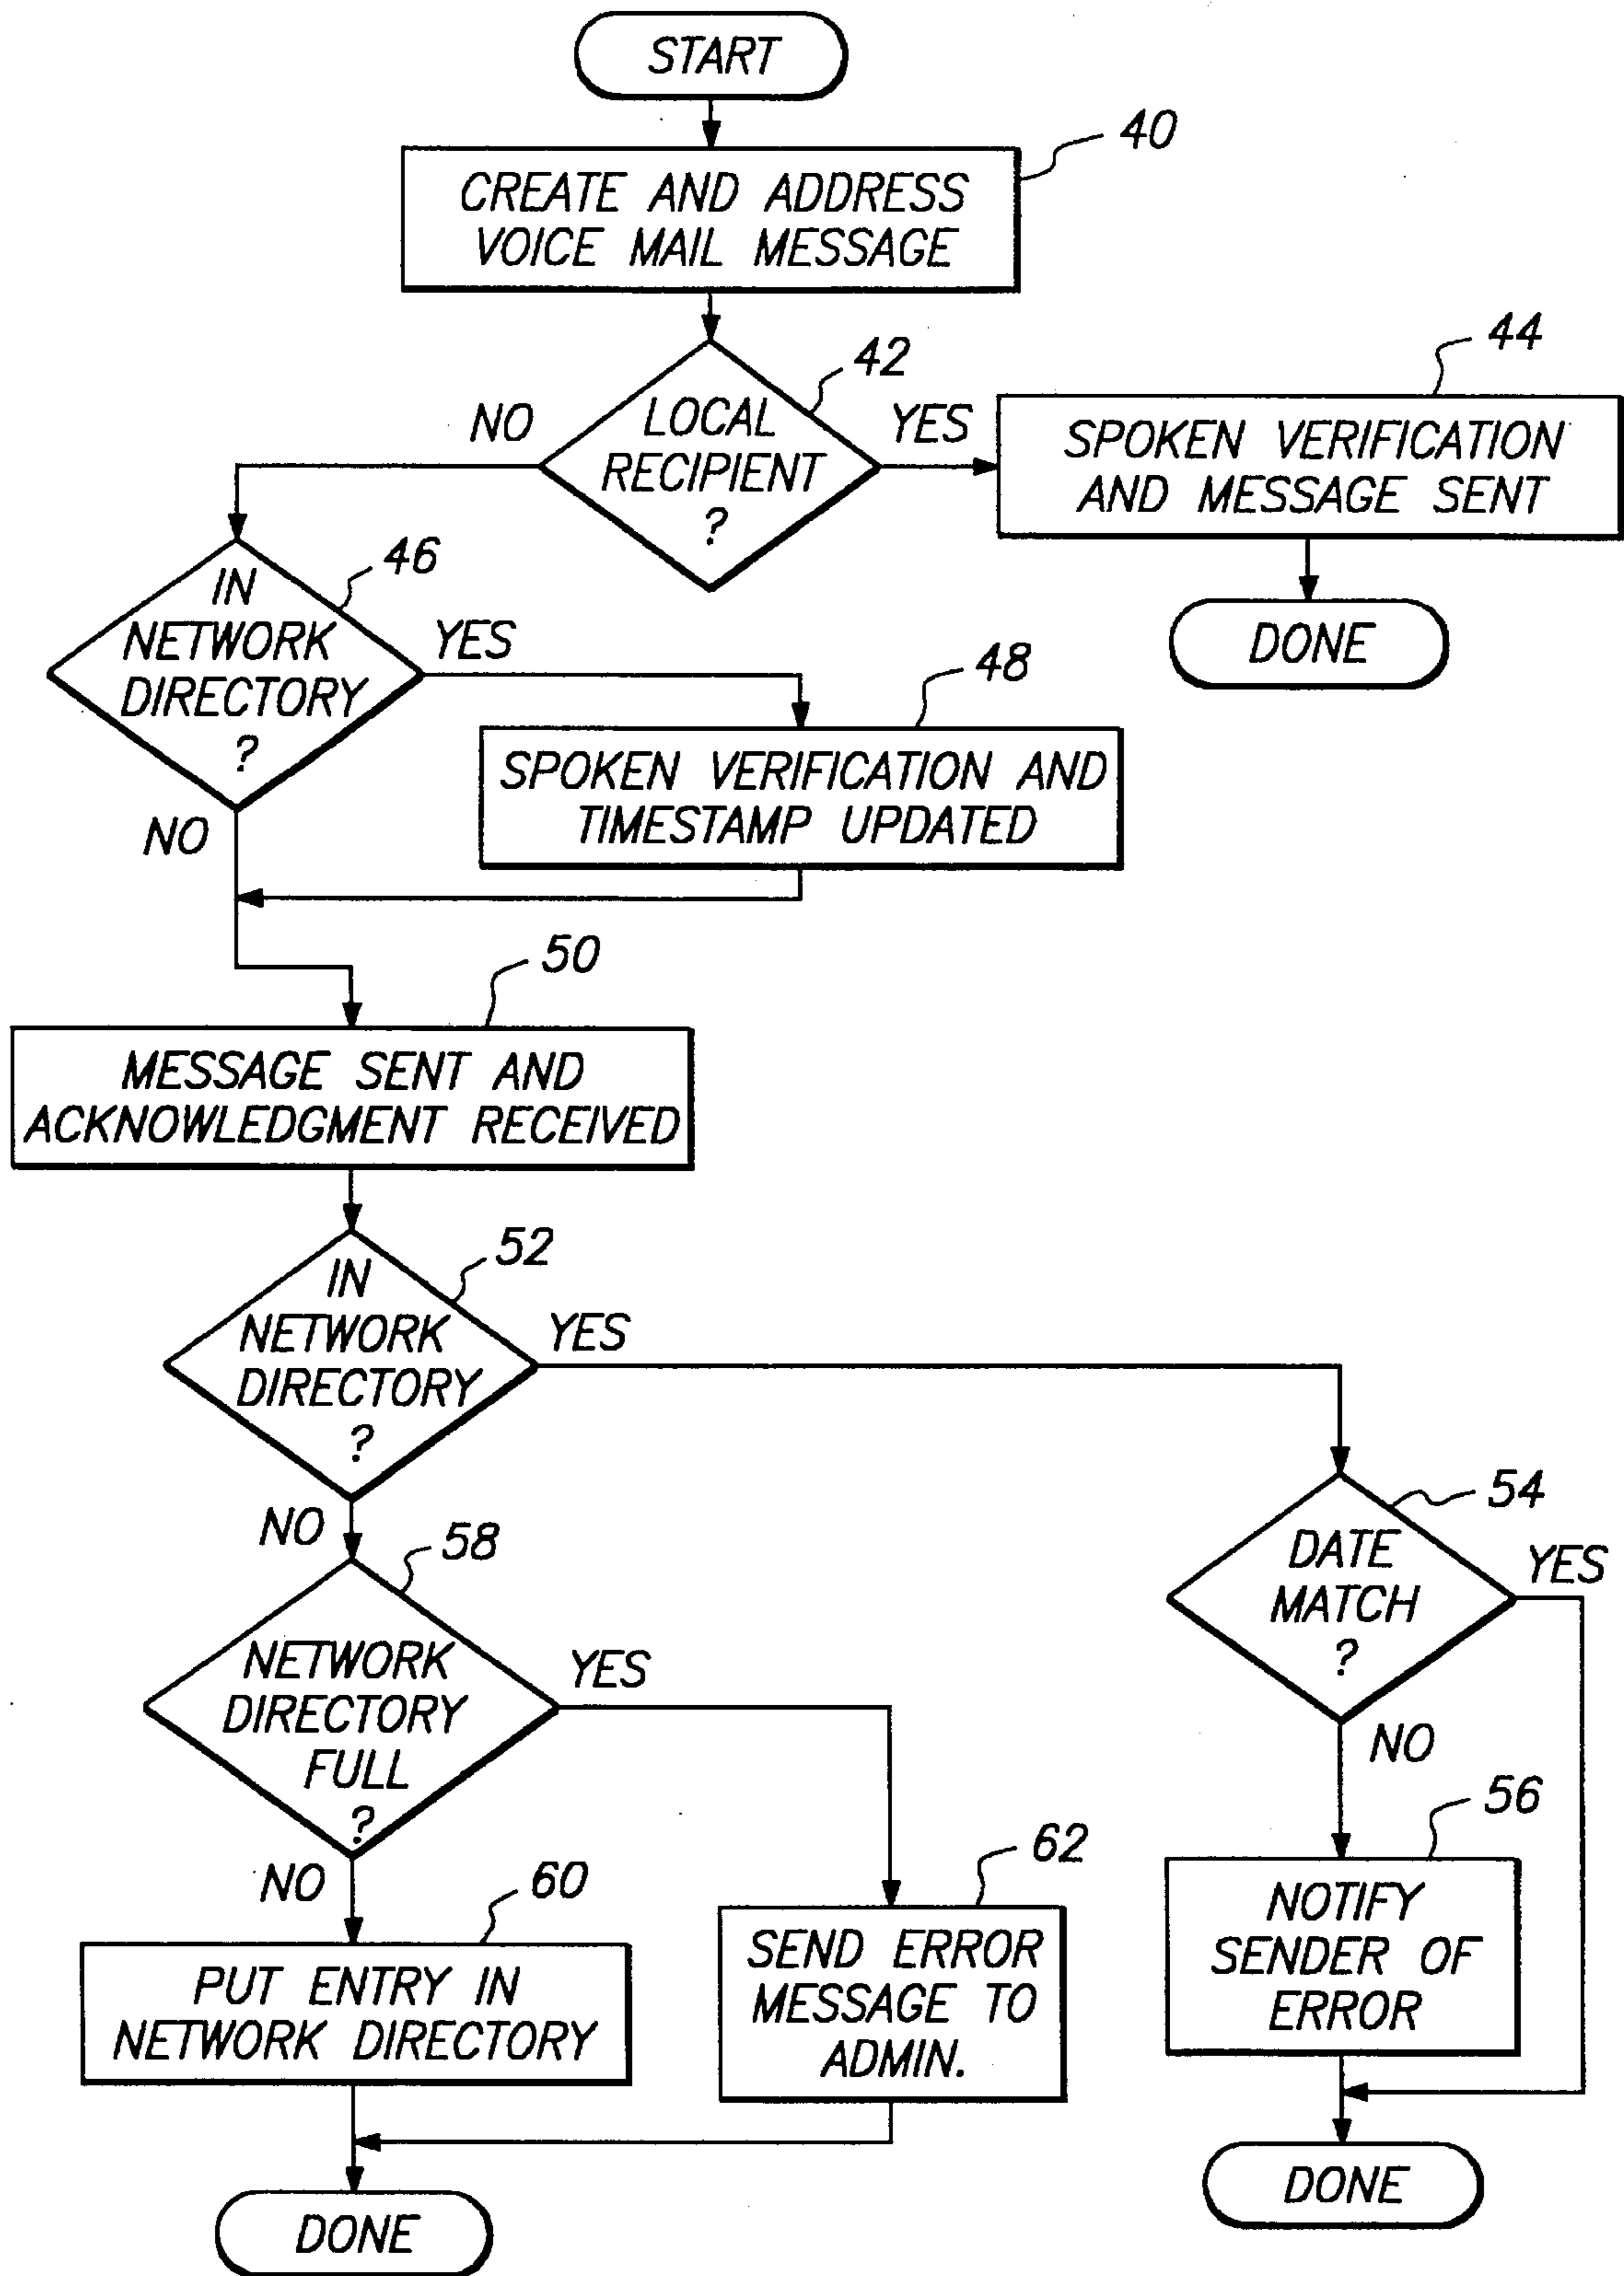 START
40
CREATE AND ADDRESS
VOICE MAIL MESSAGE
42
LOCAL
RECIPIENT
?
NO
YES
44
SPOKEN VERIFICATION
AND MESSAGE SENT
DONE
46
IN
NETWORK
DIRECTORY
?
YES
NO
48
SPOKEN VERIFICATION AND
TIMESTAMP UPDATED
50
MESSAGE SENT AND
ACKNOWLEDGMENT RECEIVED
52
IN
NETWORK
DIRECTORY
?
YES
NO
54
DATE
MATCH
?
YES
NO
56
NOTIFY
SENDER OF
ERROR
DONE
58
NETWORK
DIRECTORY
FULL
?
YES
NO
60
PUT ENTRY IN
NETWORK DIRECTORY
62
SEND ERROR
MESSAGE TO
ADMIN.
DONE